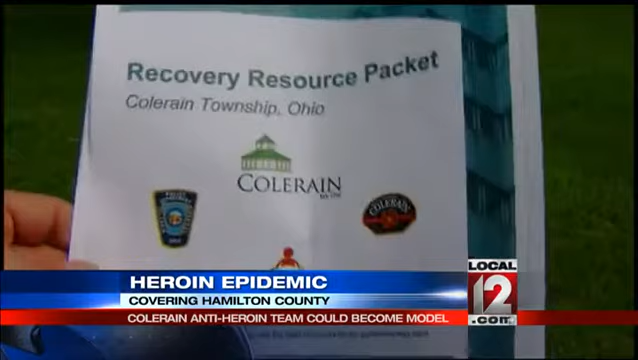 Recovery Resource Packet
Colerain Township, Ohio
COLERAIN
COLERAIN
HEROIN EPIDEMIC
COVERING HAMILTON COUNTY
COLERAIN ANTI-HEROIN TEAM COULD BECOME MODEL
LOCAL
12
.com